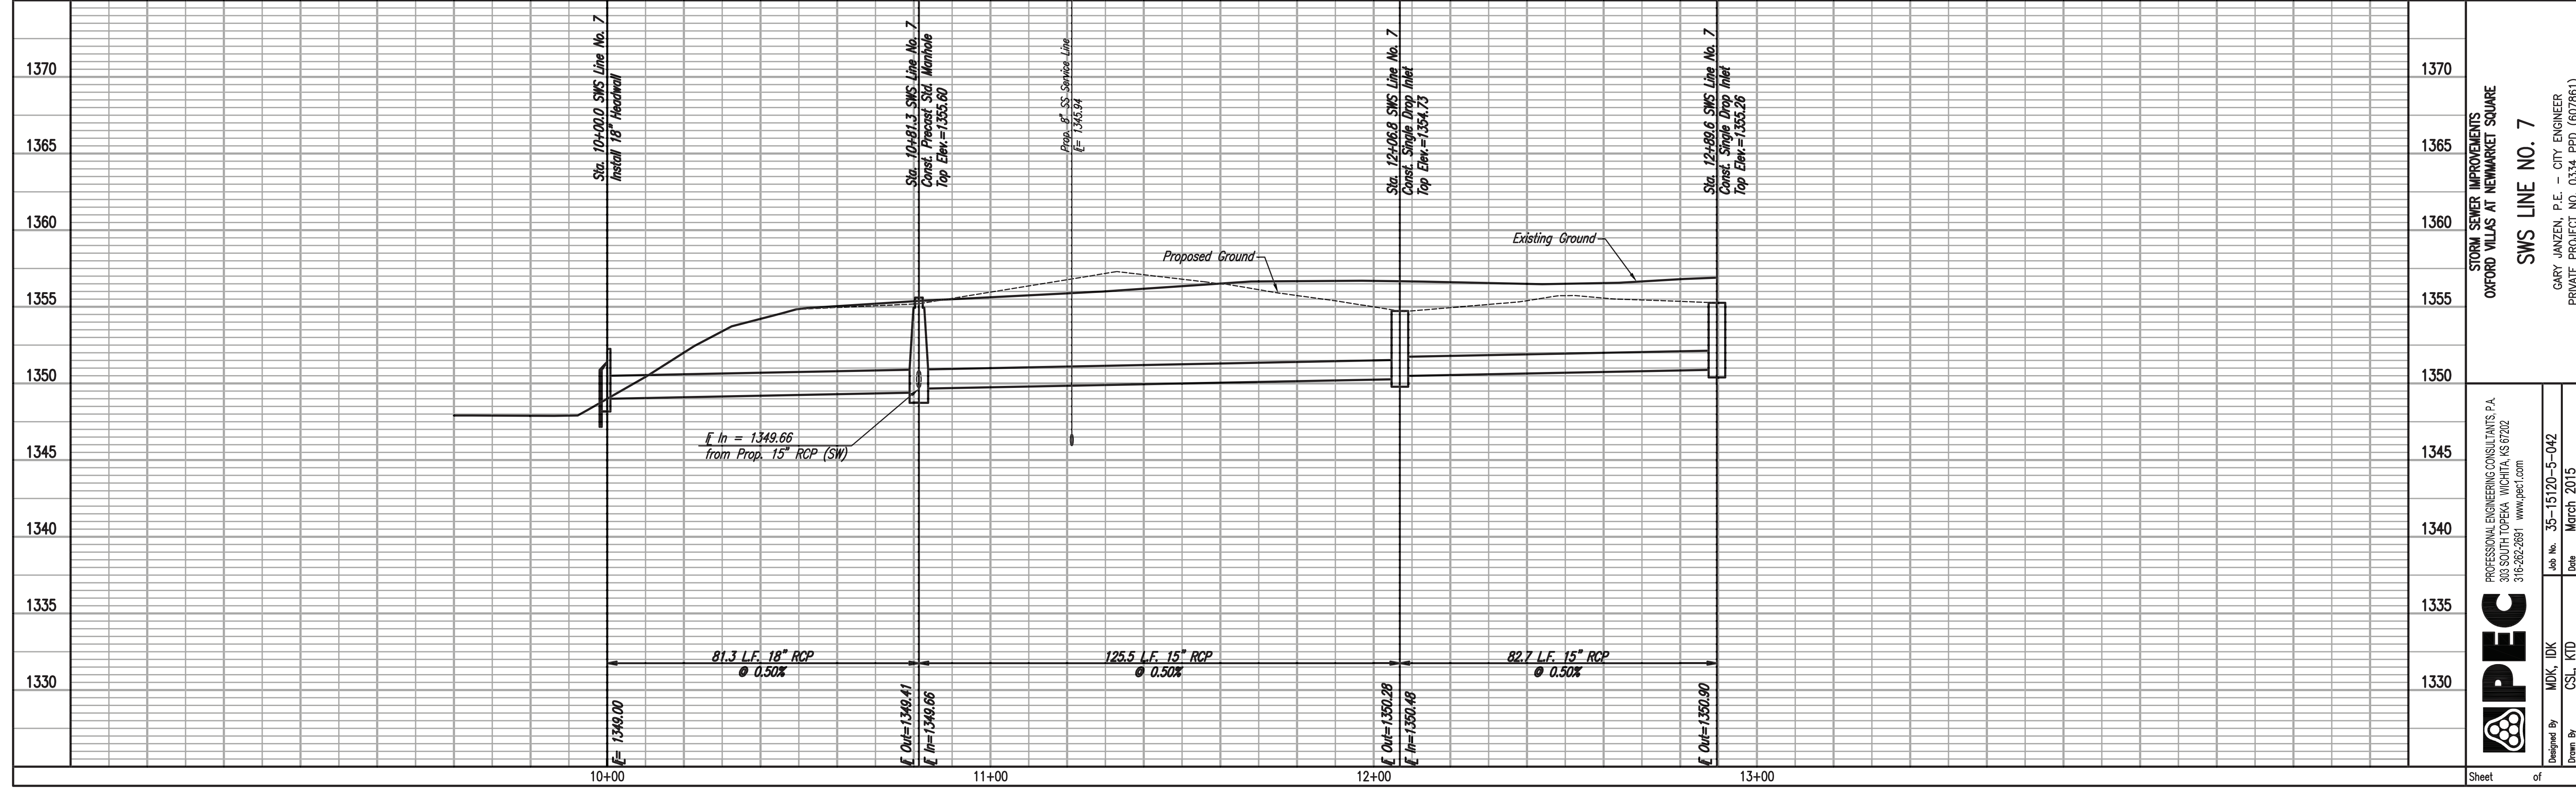 1370
1365
1360
1355
1350
1345
1340
1335
1330
Sta. 10+00.0 SWS Line No. 7
Install 18" Headwall
Sta. 10+81.3 SWS Line No. 7
Const. Precast Std. Manhole
Top Elev.=1355.60
Prop. 8" SS Service Line
℄= 1345.94
Sta. 12+06.8 SWS Line No. 7
Const. Single Drop Inlet
Top Elev.=1354.73
Sta. 12+89.6 SWS Line No. 7
Const. Single Drop Inlet
Top Elev.=1355.26
Proposed Ground
Existing Ground
℄ In = 1349.66
from Prop. 15" RCP (SW)
81.3 L.F. 18" RCP
@ 0.50%
125.5 L.F. 15" RCP
@ 0.50%
82.7 L.F. 15" RCP
@ 0.50%
℄= 1349.00
℄ Out=1349.41
℄ In=1349.66
℄ Out=1350.28
℄ In=1350.48
℄ Out=1350.90
10+00
11+00
12+00
13+00
1370
1365
1360
1355
1350
1345
1340
1335
1330
STORM SEWER IMPROVEMENTS
OXFORD VILLAS AT NEWMARKET SQUARE
SWS LINE NO. 7
GARY JANZEN, P.E. - CITY ENGINEER
PRIVATE PROJECT NO. 0334 PPD (607861)
PEC
PROFESSIONAL ENGINEERING CONSULTANTS, P.A.
303 SOUTH TOPEKA WICHITA, KS 67202
316-262-2691 www.pec1.com
Designed By MDK, IDK
Job No. 35-15120-5-042
Drawn By CSL, KTD
Date March 2015
Sheet of